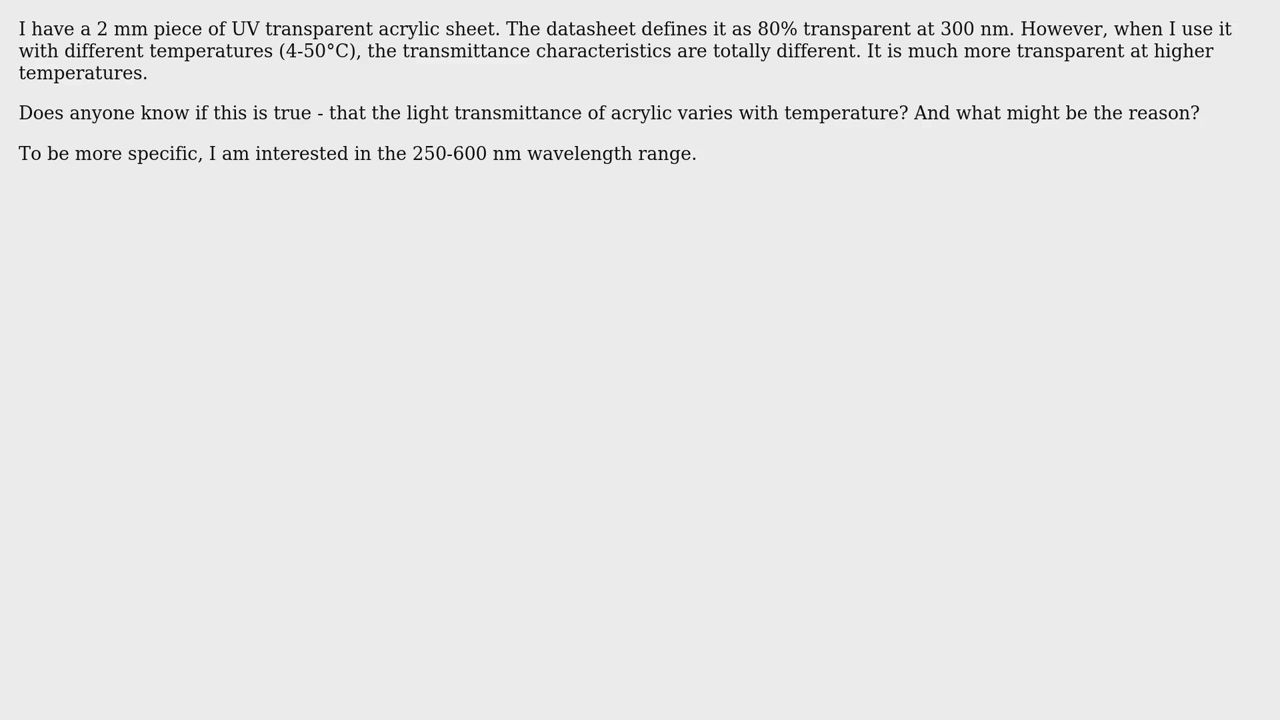 I have a 2 mm piece of UV transparent acrylic sheet. The datasheet defines it as 80% transparent at 300 nm. However, when I use it
with different temperatures (4-50°C), the transmittance characteristics are totally different. It is much more transparent at higher
temperatures.
Does anyone know if this is true - that the light transmittance of acrylic varies with temperature? And what might be the reason?
To be more specific, I am interested in the 250-600 nm wavelength range.